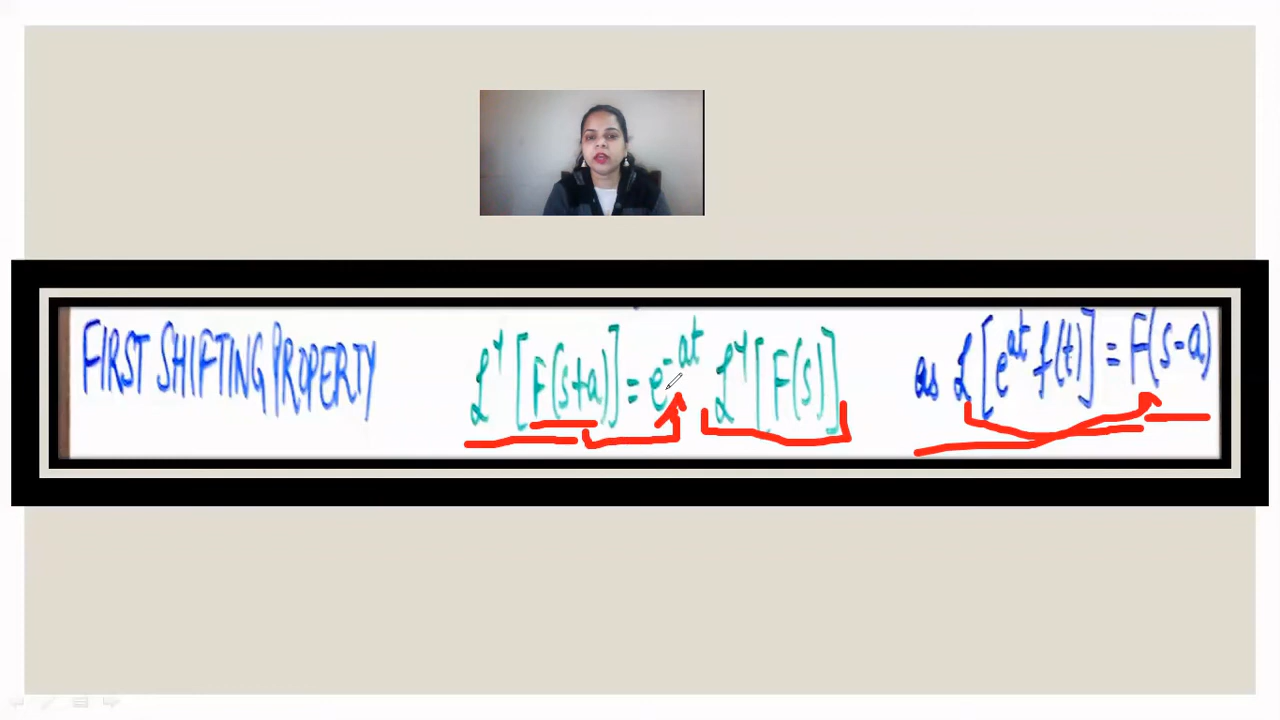 FIRST SHIFTING PROPERTY L⁻¹[F(s+a)] = e^-at L⁻¹[F(s)] as L[e^at f(t)] = F(s-a)